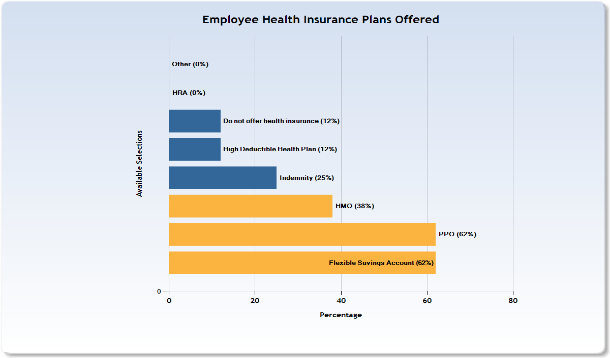 Employee Health Insurance Plans Offered
Other (0%)
HRA (0%)
Do not offer health insurance (12%)
High Deductible Health Plan (12%)
Indemnity (25%)
HMO (38%)
PPO (62%)
Flexible Savings Account (62%)
Available Selections
0
0 20 40 60 80
Percentage